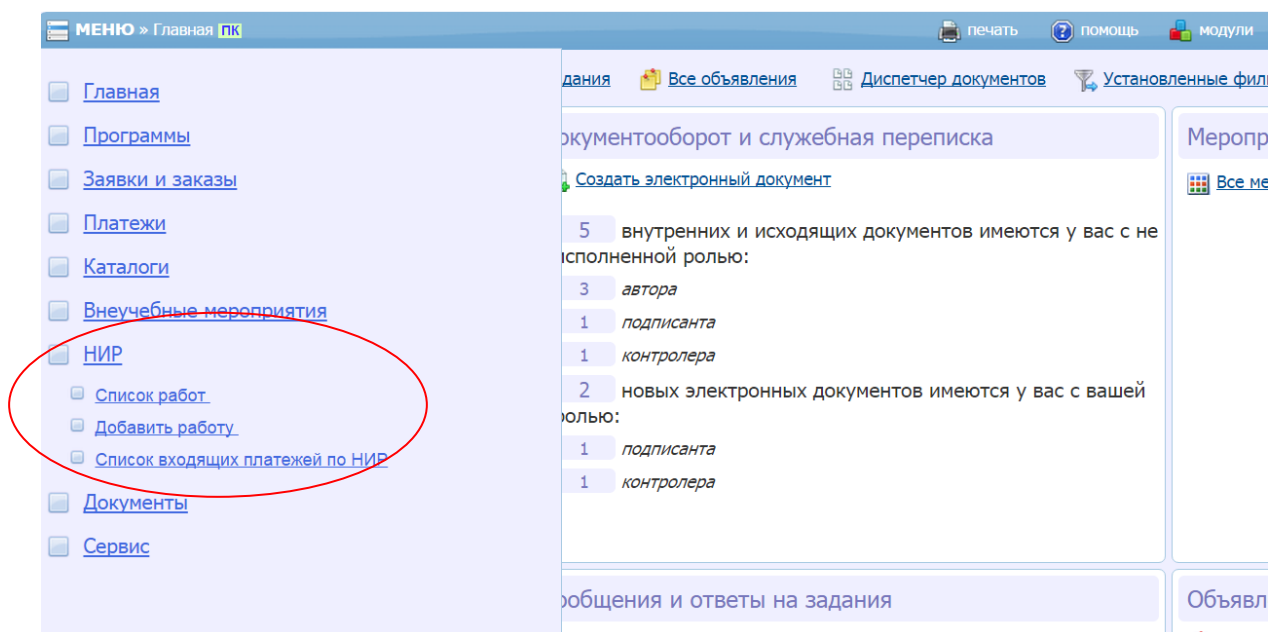 МЕНЮ » Главная ПК
печать
помощь
модули
Главная
Программы
Заявки и заказы
Платежи
Каталоги
Внеучебные мероприятия
НИР
Список работ
Добавить работу
Список входящих платежей по НИР
Документы
Сервис
дания
Все объявления
Диспетчер документов
Установленные фил
окументооборот и служебная переписка
Создать электронный документ
5 внутренних и исходящих документов имеются у вас с не
исполненной ролью:
3 автора
1 подписанта
1 контролера
2 новых электронных документов имеются у вас с вашей
ролью:
1 подписанта
1 контролера
Меропр
Все ме
ообщения и ответы на задания
Объявл